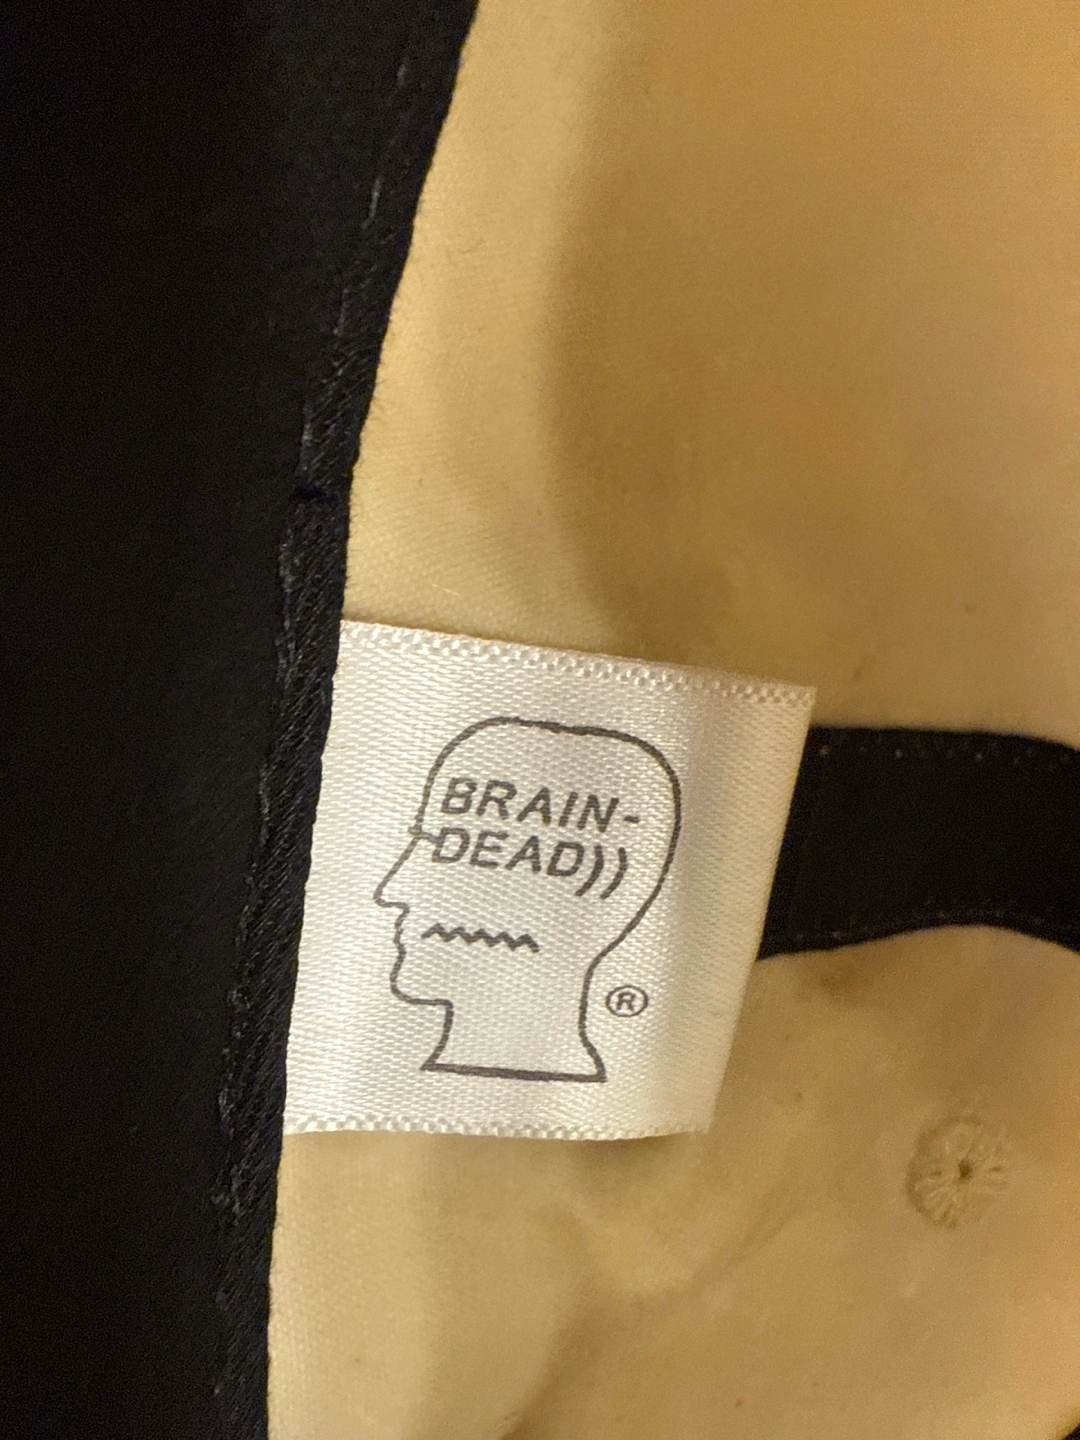 BRAIN-
DEAD))
®